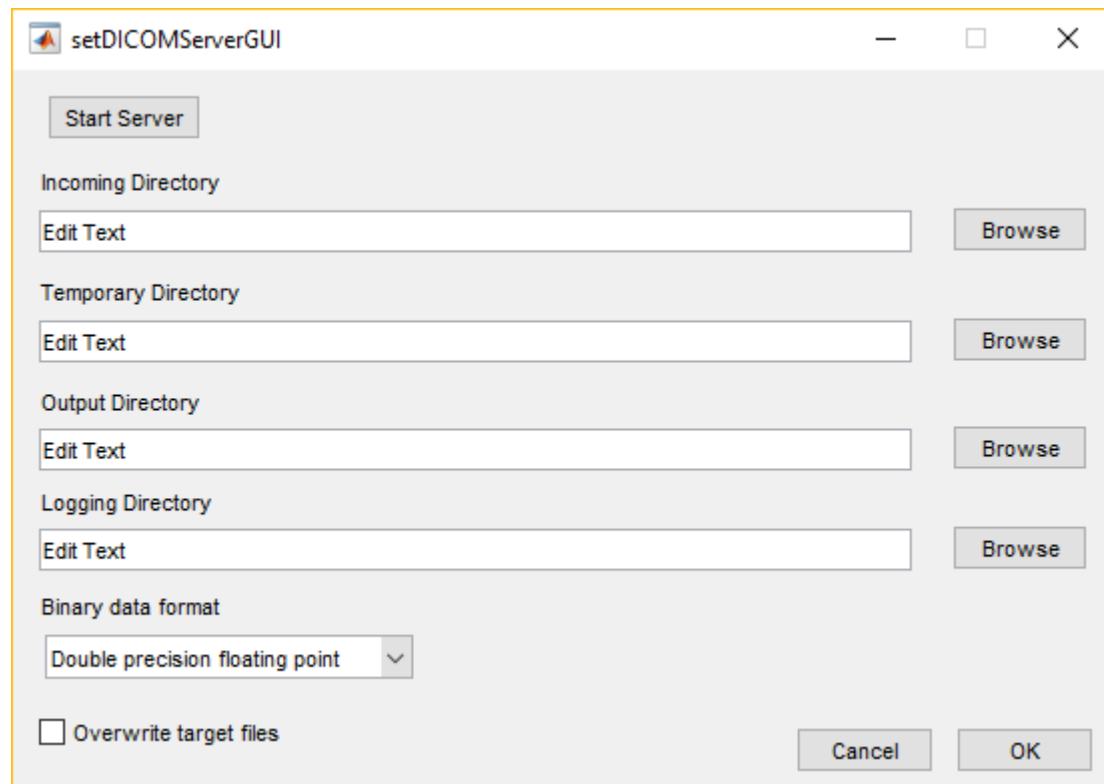 setDICOMServerGUI
Start Server
Incoming Directory
Edit Text Browse
Temporary Directory
Edit Text Browse
Output Directory
Edit Text Browse
Logging Directory
Edit Text Browse
Binary data format
Double precision floating point
Overwrite target files
Cancel OK